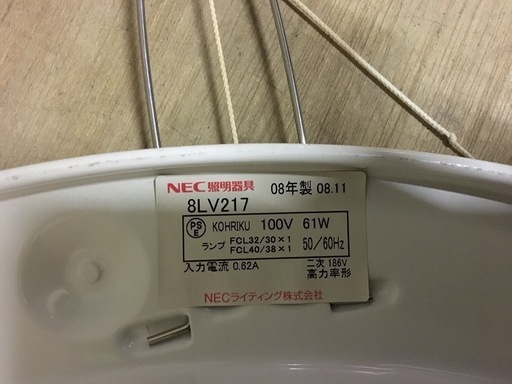 NEC 照明器具 08年製 08.11
8LV217
PS E KOHRIKU 100V 61W
ランプ FCL32/30×1 50/60Hz
FCL40/38×1
入力電流 0.62A 二次 186V
高力率形
NECライティング株式会社